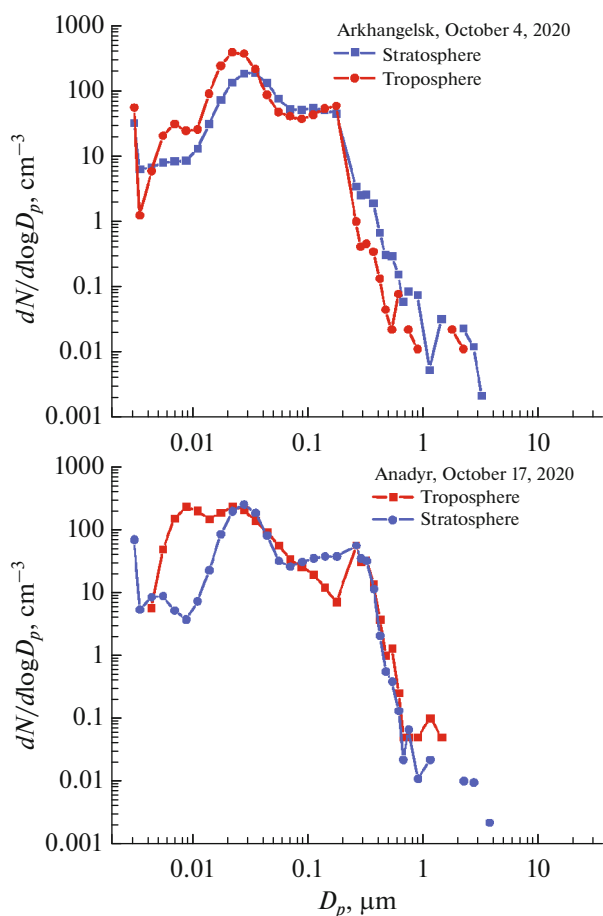 Arkhangelsk, October 4, 2020
Stratosphere
Troposphere
1000
100
10
1
0.1
0.01
0.001
dN/dlogDₚ, cm⁻³
0.01 0.1 1 10
Anadyr, October 17, 2020
Troposphere
Stratosphere
1000
100
10
1
0.1
0.01
0.001
dN/dlogDₚ, cm⁻³
0.01 0.1 1 10
Dₚ, μm